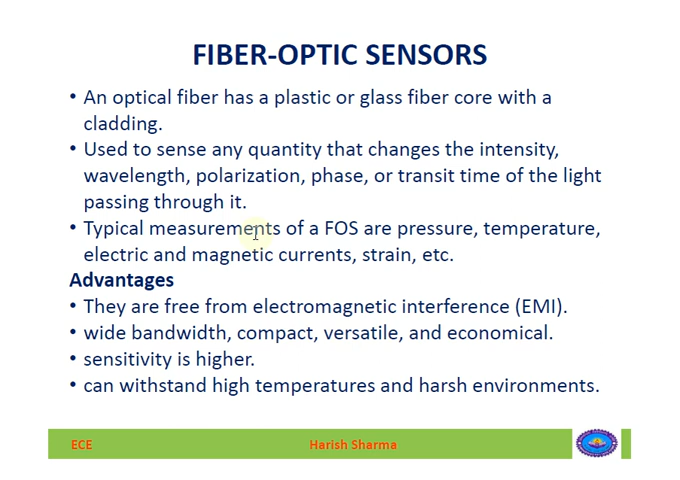 FIBER-OPTIC SENSORS
• An optical fiber has a plastic or glass fiber core with a
cladding.
• Used to sense any quantity that changes the intensity,
wavelength, polarization, phase, or transit time of the light
passing through it.
• Typical measurements of a FOS are pressure, temperature,
electric and magnetic currents, strain, etc.
Advantages
• They are free from electromagnetic interference (EMI).
• wide bandwidth, compact, versatile, and economical.
• sensitivity is higher.
• can withstand high temperatures and harsh environments.
ECE
Harish Sharma